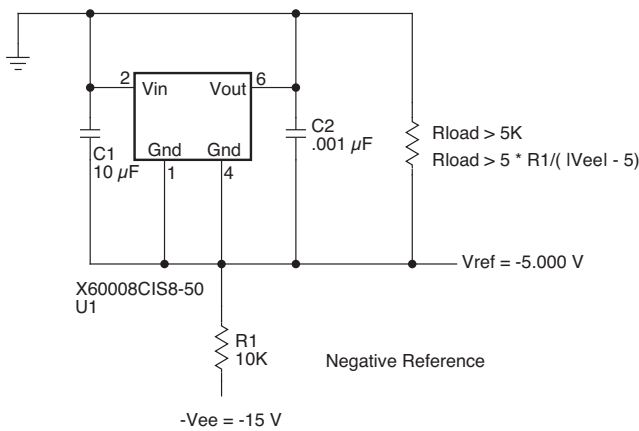 2
Vin
Vout
6
C1
10 µF
Gnd
1
Gnd
4
C2
.001 µF
Rload > 5K
Rload > 5 * R1/( |Veel - 5)
Vref = -5.000 V
X60008CIS8-50
U1
R1
10K
Negative Reference
-Vee = -15 V